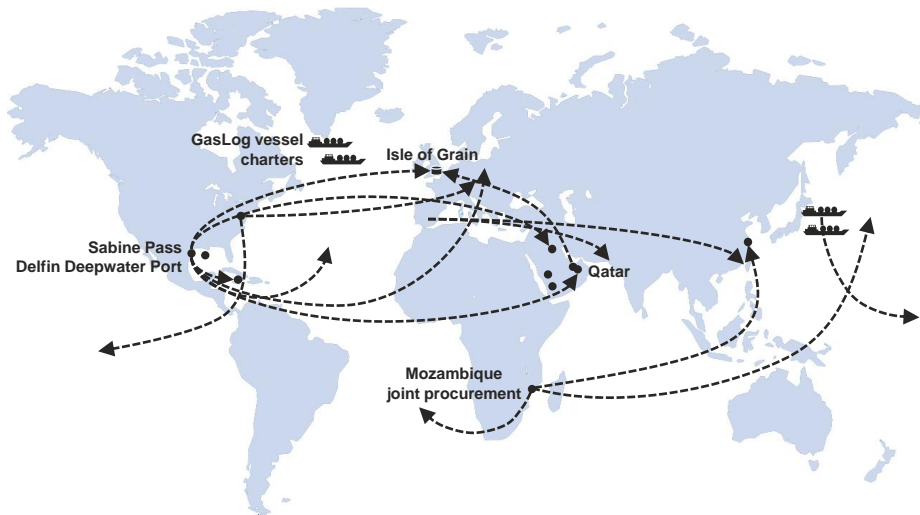 GasLog vessel
charters
Isle of Grain
Sabine Pass
Delfin Deepwater Port
Qatar
Mozambique
joint procurement